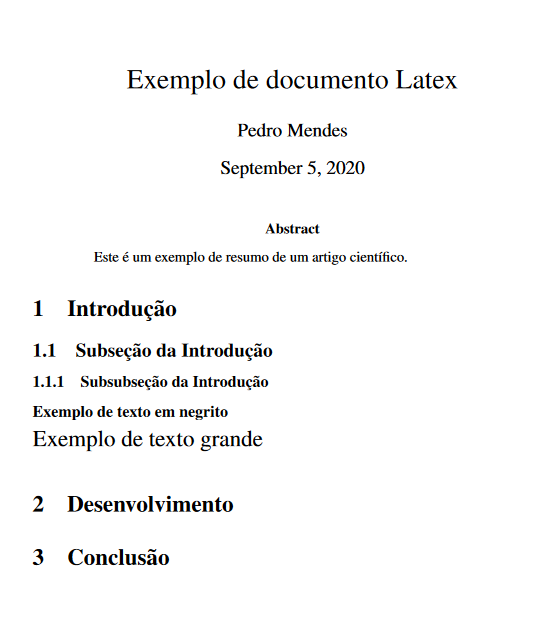 Exemplo de documento Latex
Pedro Mendes
September 5, 2020
Abstract
Este é um exemplo de resumo de um artigo científico.
1 Introdução
1.1 Subseção da Introdução
1.1.1 Subsubseção da Introdução
Exemplo de texto em negrito
Exemplo de texto grande
2 Desenvolvimento
3 Conclusão